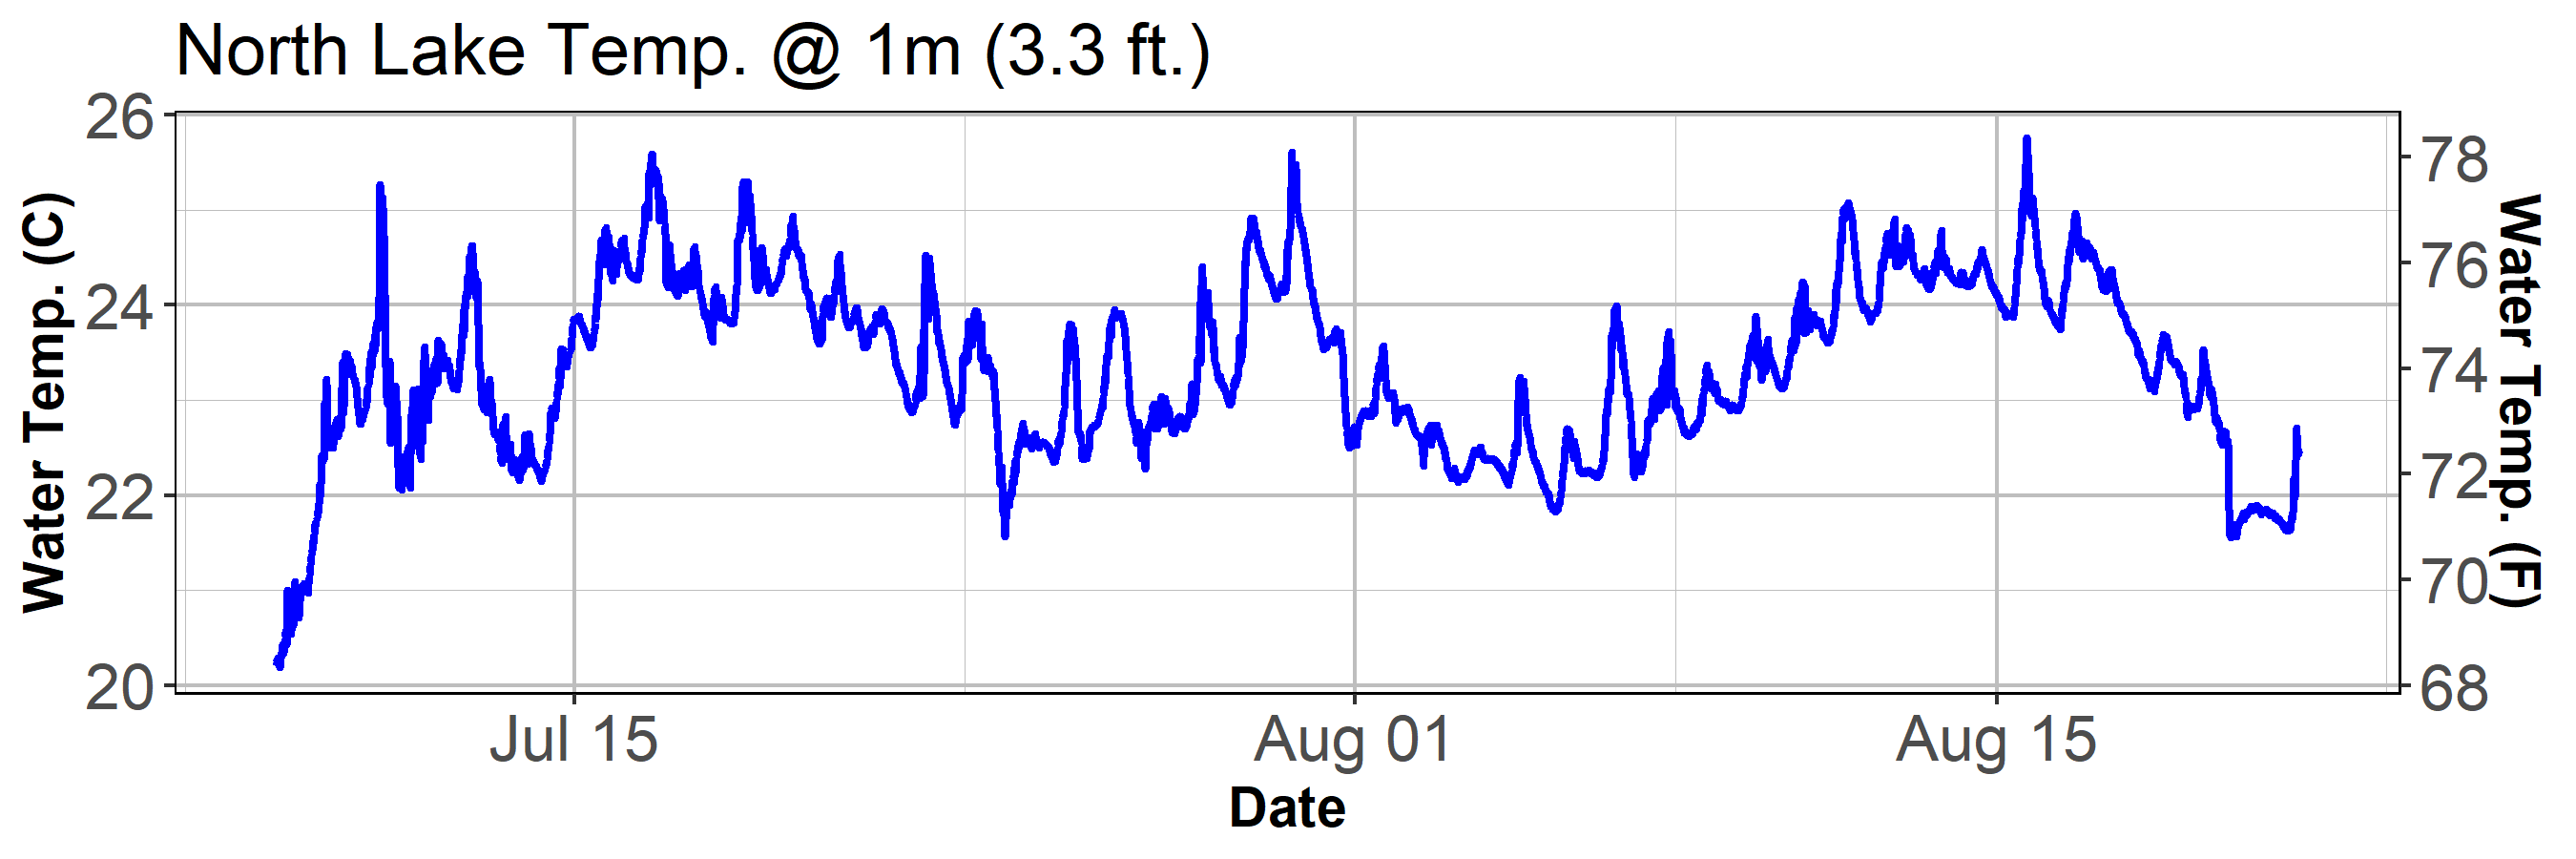 North Lake Temp. @ 1m (3.3 ft.)
Water Temp. (C)
26
24
22
20
78
76
74
72
70
68
Water Temp. (F)
Jul 15
Aug 01
Aug 15
Date